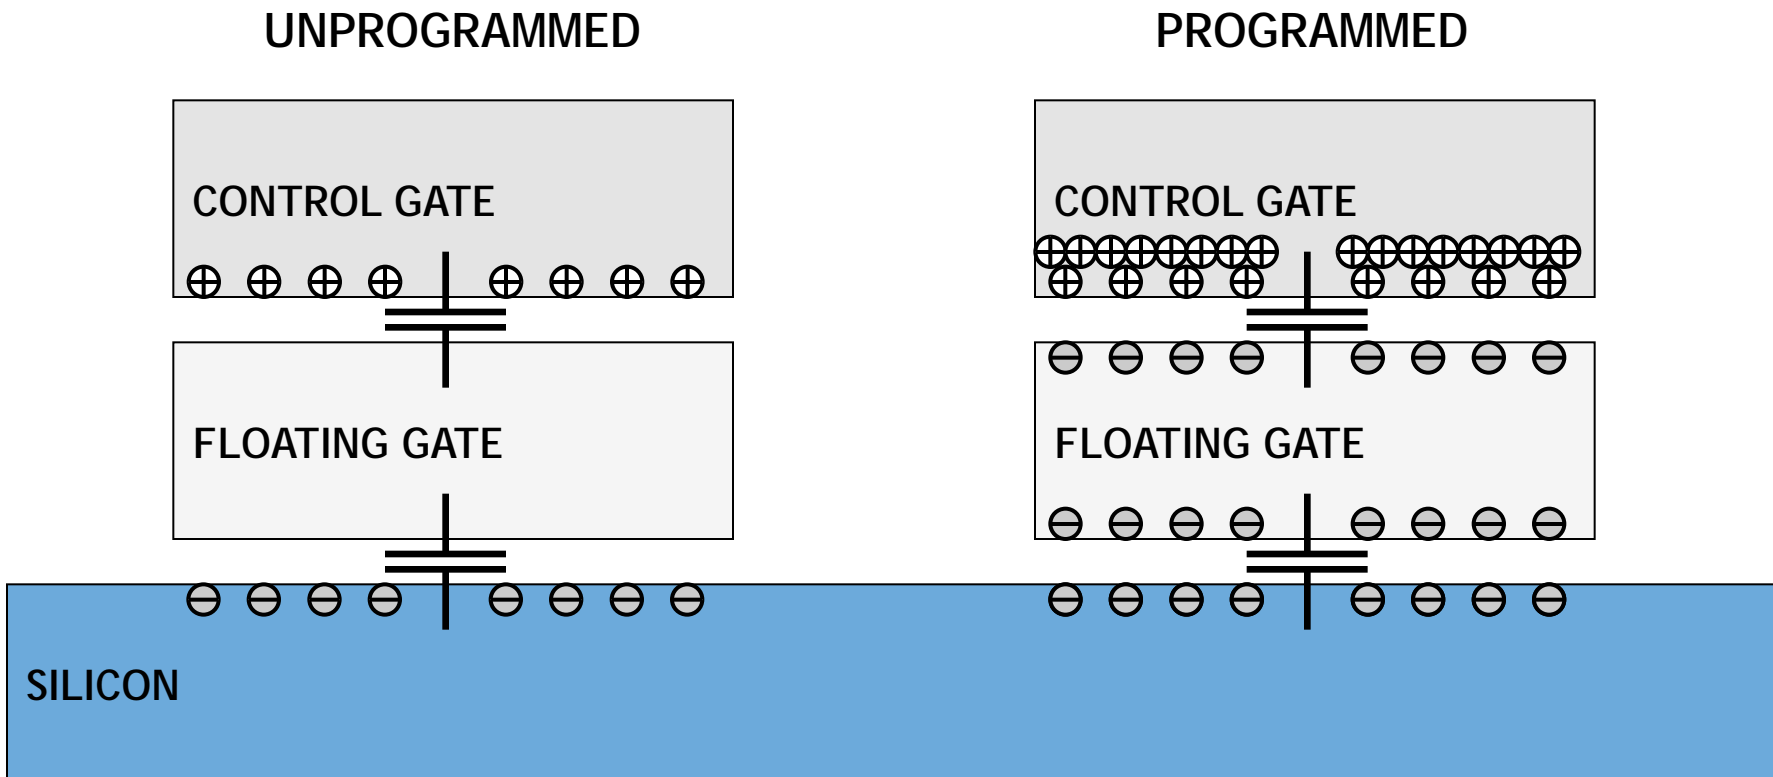 UNPROGRAMMED
PROGRAMMED
CONTROL GATE
CONTROL GATE
FLOATING GATE
FLOATING GATE
SILICON